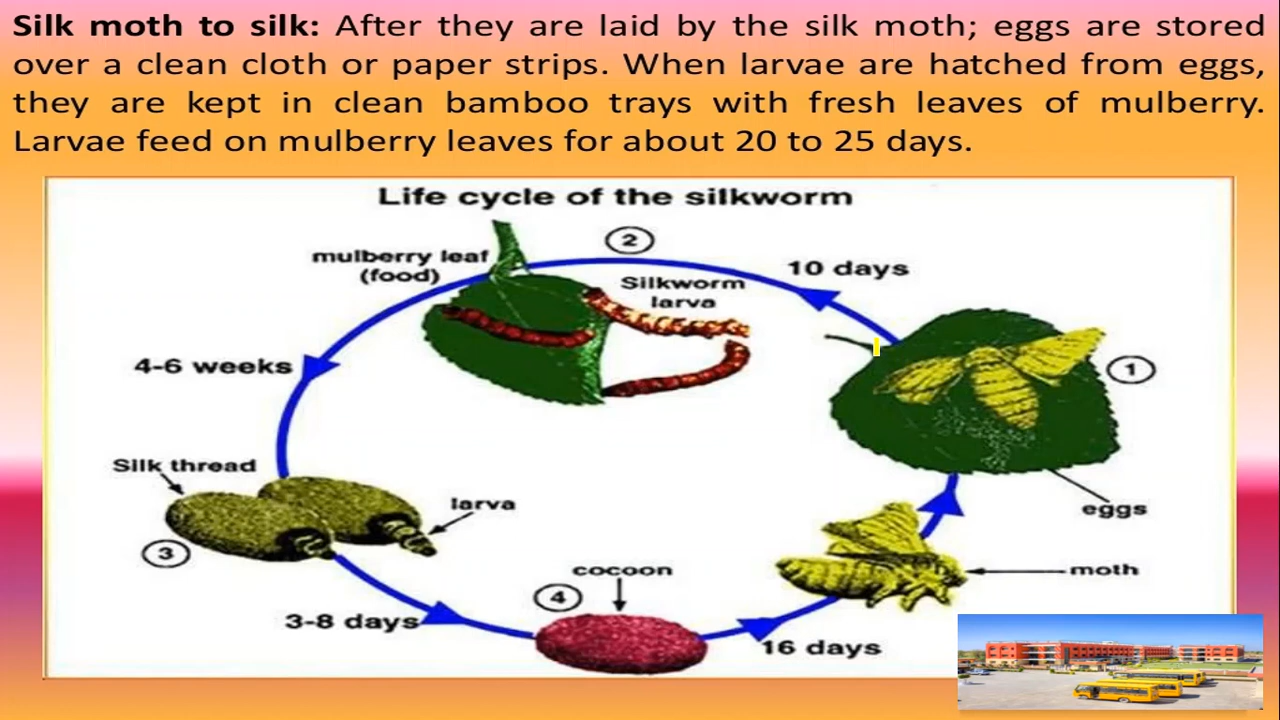 Silk moth to silk: After they are laid by the silk moth; eggs are stored
over a clean cloth or paper strips. When larvae are hatched from eggs,
they are kept in clean bamboo trays with fresh leaves of mulberry.
Larvae feed on mulberry leaves for about 20 to 25 days.
Life cycle of the silkworm
2
mulberry leaf
(food)
10 days
Silkworm
larva
1
4-6 weeks
Silk thread
larva
eggs
3
cocoon
moth
4
3-8 days
16 days